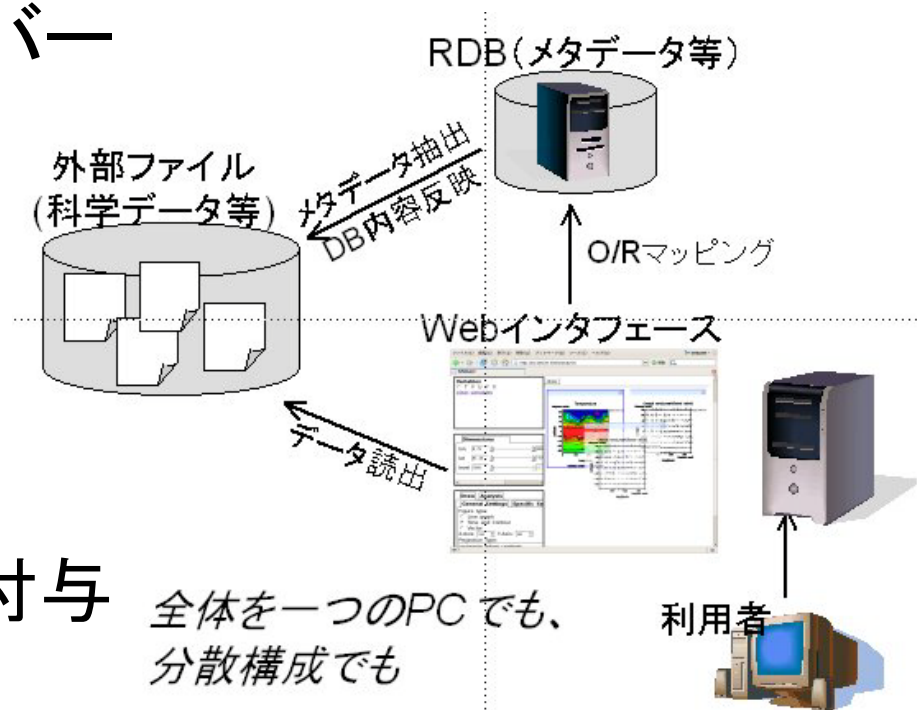 バー
RDB(メタデータ等)
外部ファイル
(科学データ等)
メタデータ抽出
DB内容反映
O/Rマッピング
Webインタフェース
データ読出
付与
全体を一つのPCでも、
分散構成でも
利用者